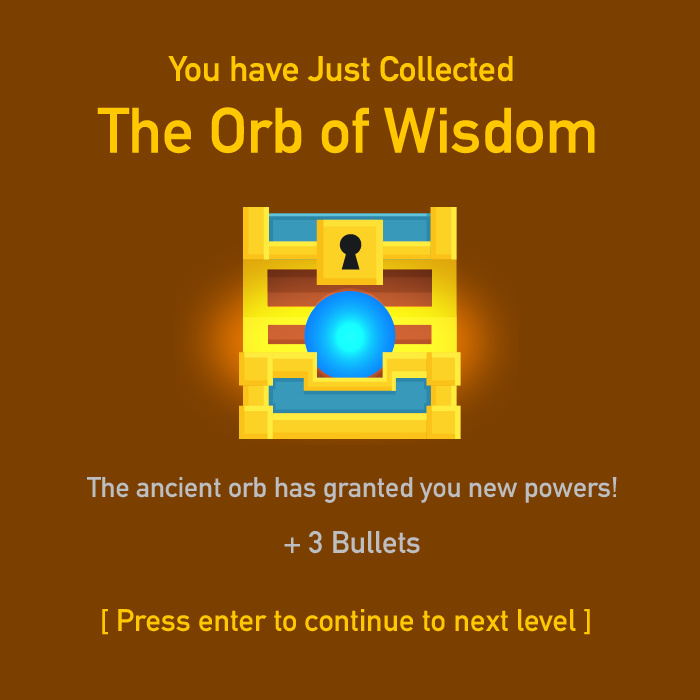 You have Just Collected
The Orb of Wisdom
The ancient orb has granted you new powers!
+ 3 Bullets
[ Press enter to continue to next level ]